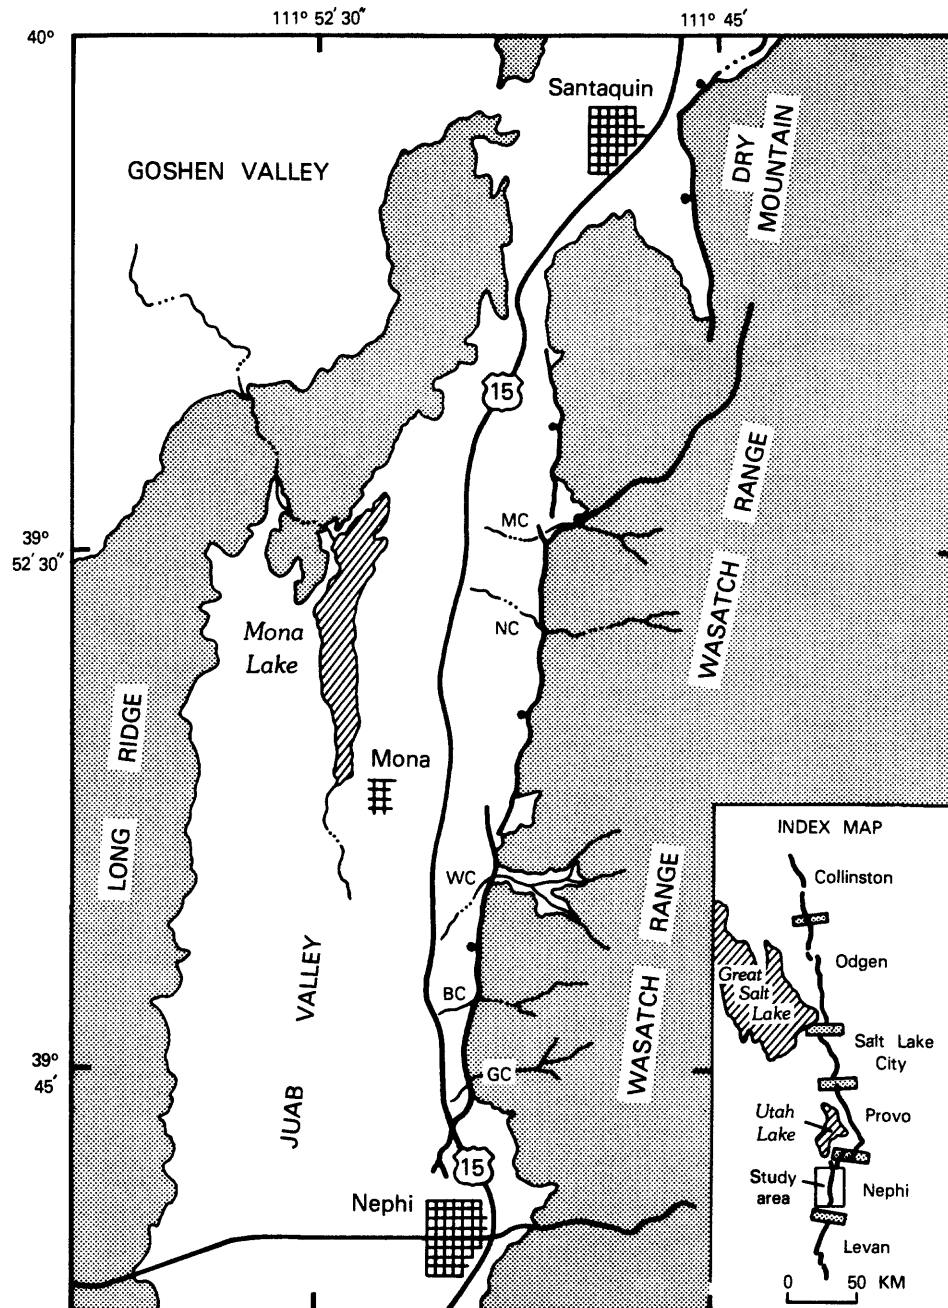 111° 52' 30"
111° 45'
40°
Santaquin
GOSHEN VALLEY
DRY
MOUNTAIN
15
WASATCH RANGE
MC
39°
52' 30"
NC
Mona
Lake
LONG RIDGE
Mona
WC
WASATCH RANGE
BC
39°
45'
GC
JUAB VALLEY
15
Nephi
INDEX MAP
Collinston
Odgen
Great
Salt
Lake
Salt Lake
City
Utah
Lake
Provo
Study
area
Nephi
Levan
0 50 KM